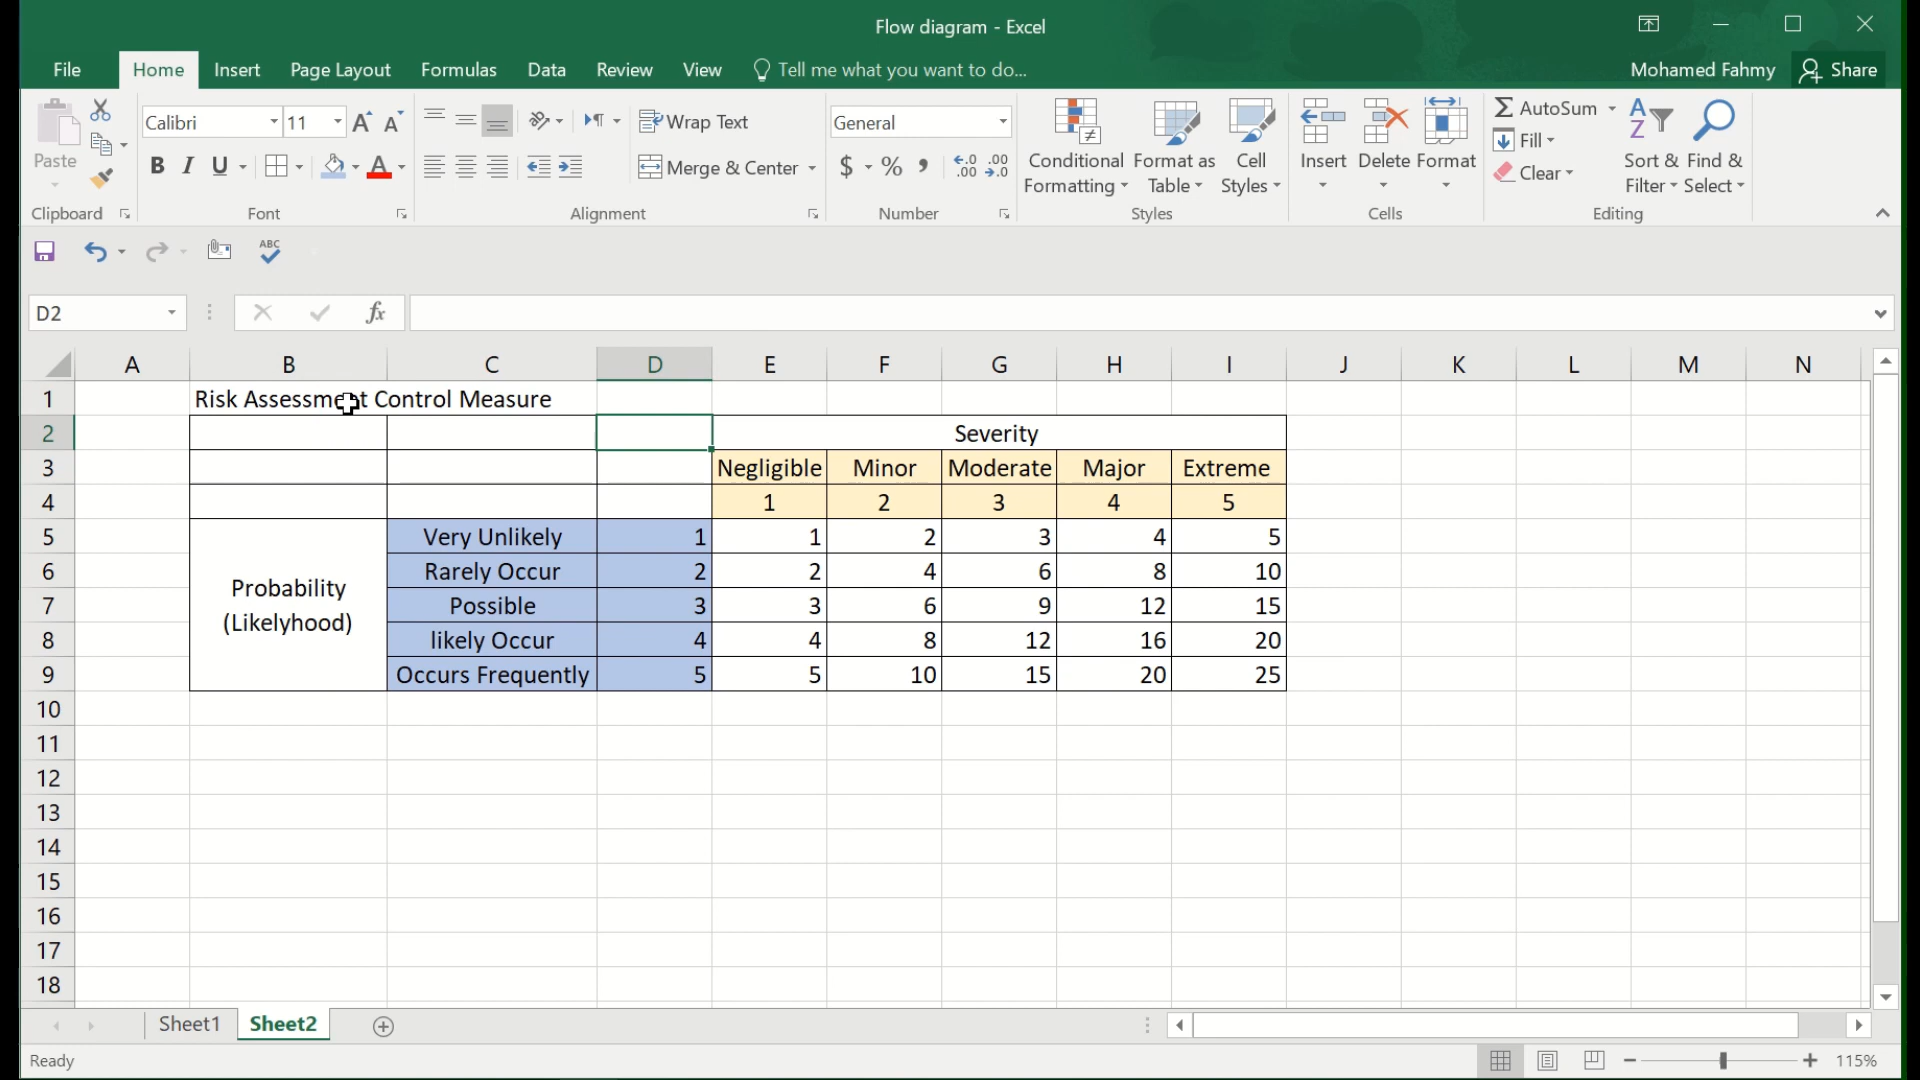 Flow diagram - Excel
File Home Insert Page Layout Formulas Data Review View Tell me what you want to do... Mohamed Fahmy Share
Paste
Clipboard
Calibri 11
B I U A
Font
Wrap Text
Merge & Center
Alignment
General
$ % , .0 .00 .00 .0
Number
Conditional Formatting
Format as Table
Cell Styles
Styles
Insert Delete Format
Cells
AutoSum
Fill
Clear
Sort & Filter
Find & Select
Editing
ABC
D2 fx
A B C D E F G H I J K L M N
1 Risk Assessment Control Measure
2 Severity
3 Negligible Minor Moderate Major Extreme
4 1 2 3 4 5
5 Very Unlikely 1 1 2 3 4 5
6 Rarely Occur 2 2 4 6 8 10
Probability
(Likelyhood)
7 Possible 3 3 6 9 12 15
8 likely Occur 4 4 8 12 16 20
9 Occurs Frequently 5 5 10 15 20 25
10
11
12
13
14
15
16
17
18
Sheet1 Sheet2
Ready 115%